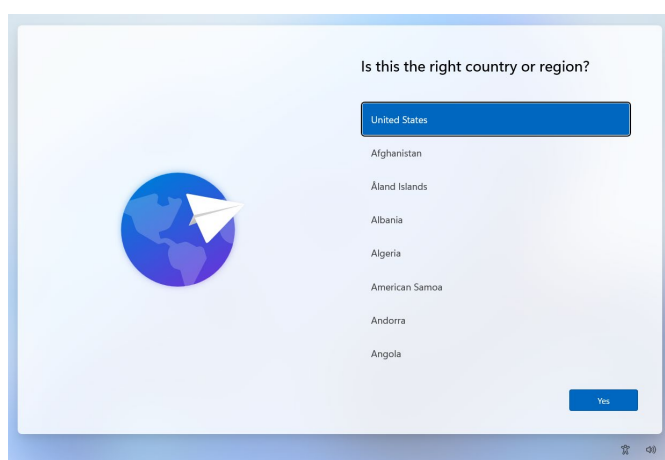 Is this the right country or region?
United States
Afghanistan
Åland Islands
Albania
Algeria
American Samoa
Andorra
Angola
Yes